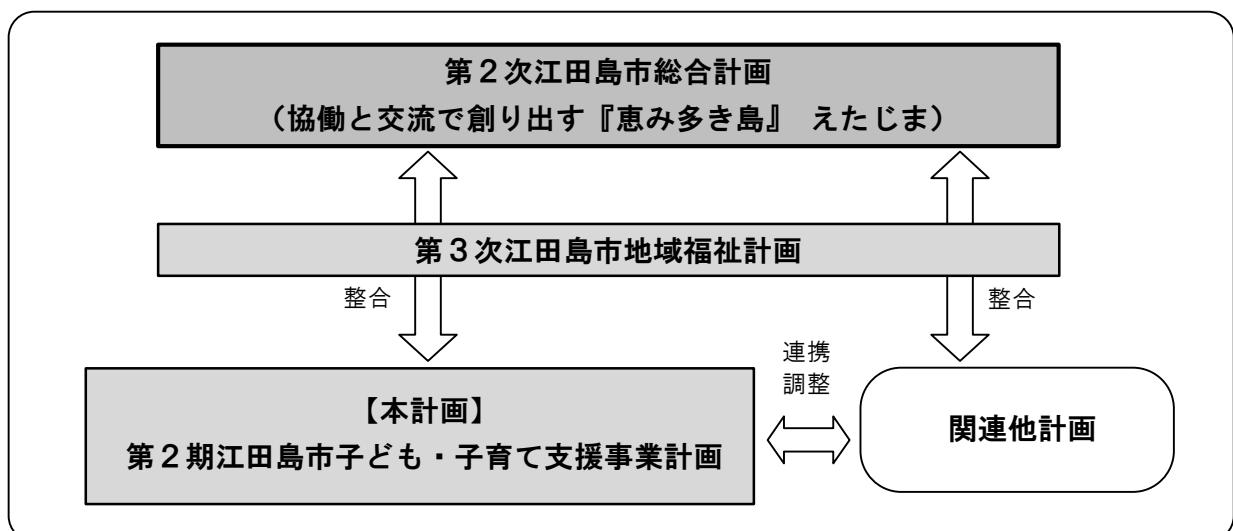 第２次江田島市総合計画
（協働と交流で創り出す『恵み多き島』　えたじま）
第３次江田島市地域福祉計画
整合
整合
連携
調整
【本計画】
第２期江田島市子ども・子育て支援事業計画
関連他計画